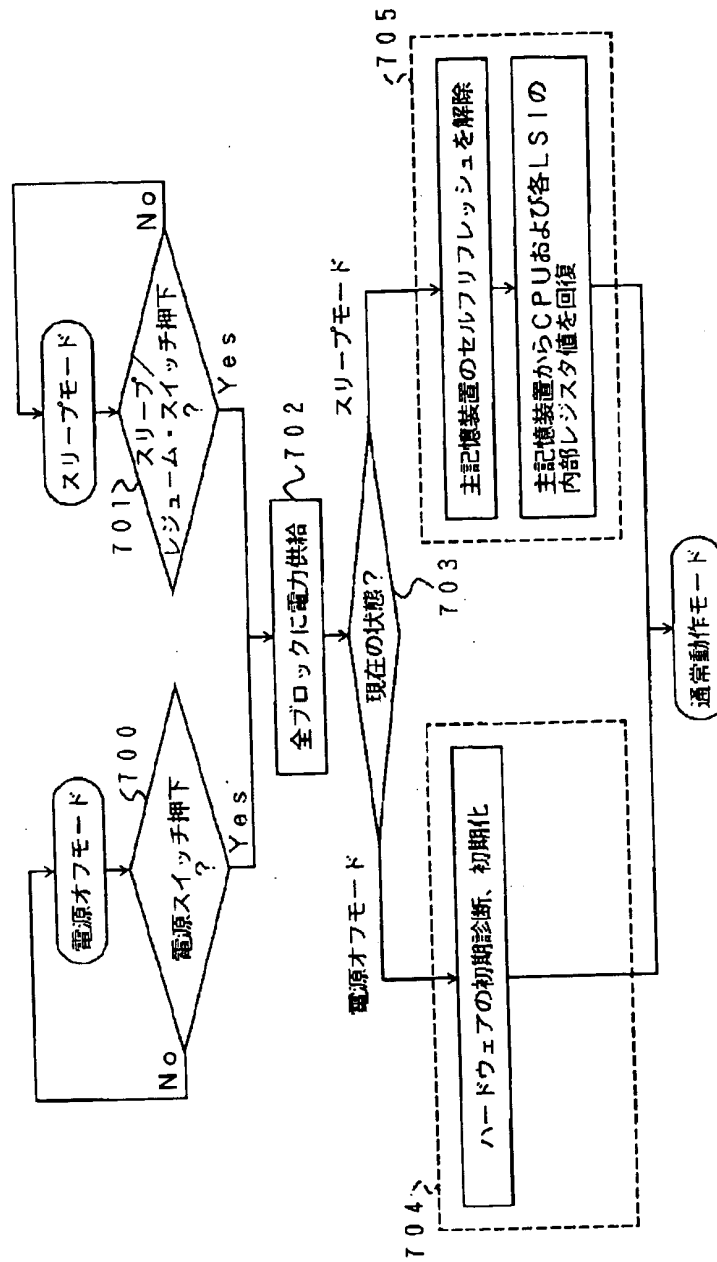 電源オフモード
700
電源スイッチ押下
?
No
Yes
スリープモード
701
スリープ/
レジューム・スイッチ押下
?
No
Yes
全ブロックに電力供給
702
現在の状態?
703
電源オフモード
スリープモード
704
ハードウェアの初期診断、初期化
705
主記憶装置のセルフリフレッシュを解除
主記憶装置からCPUおよび各LSIの
内部レジスタ値を回復
通常動作モード